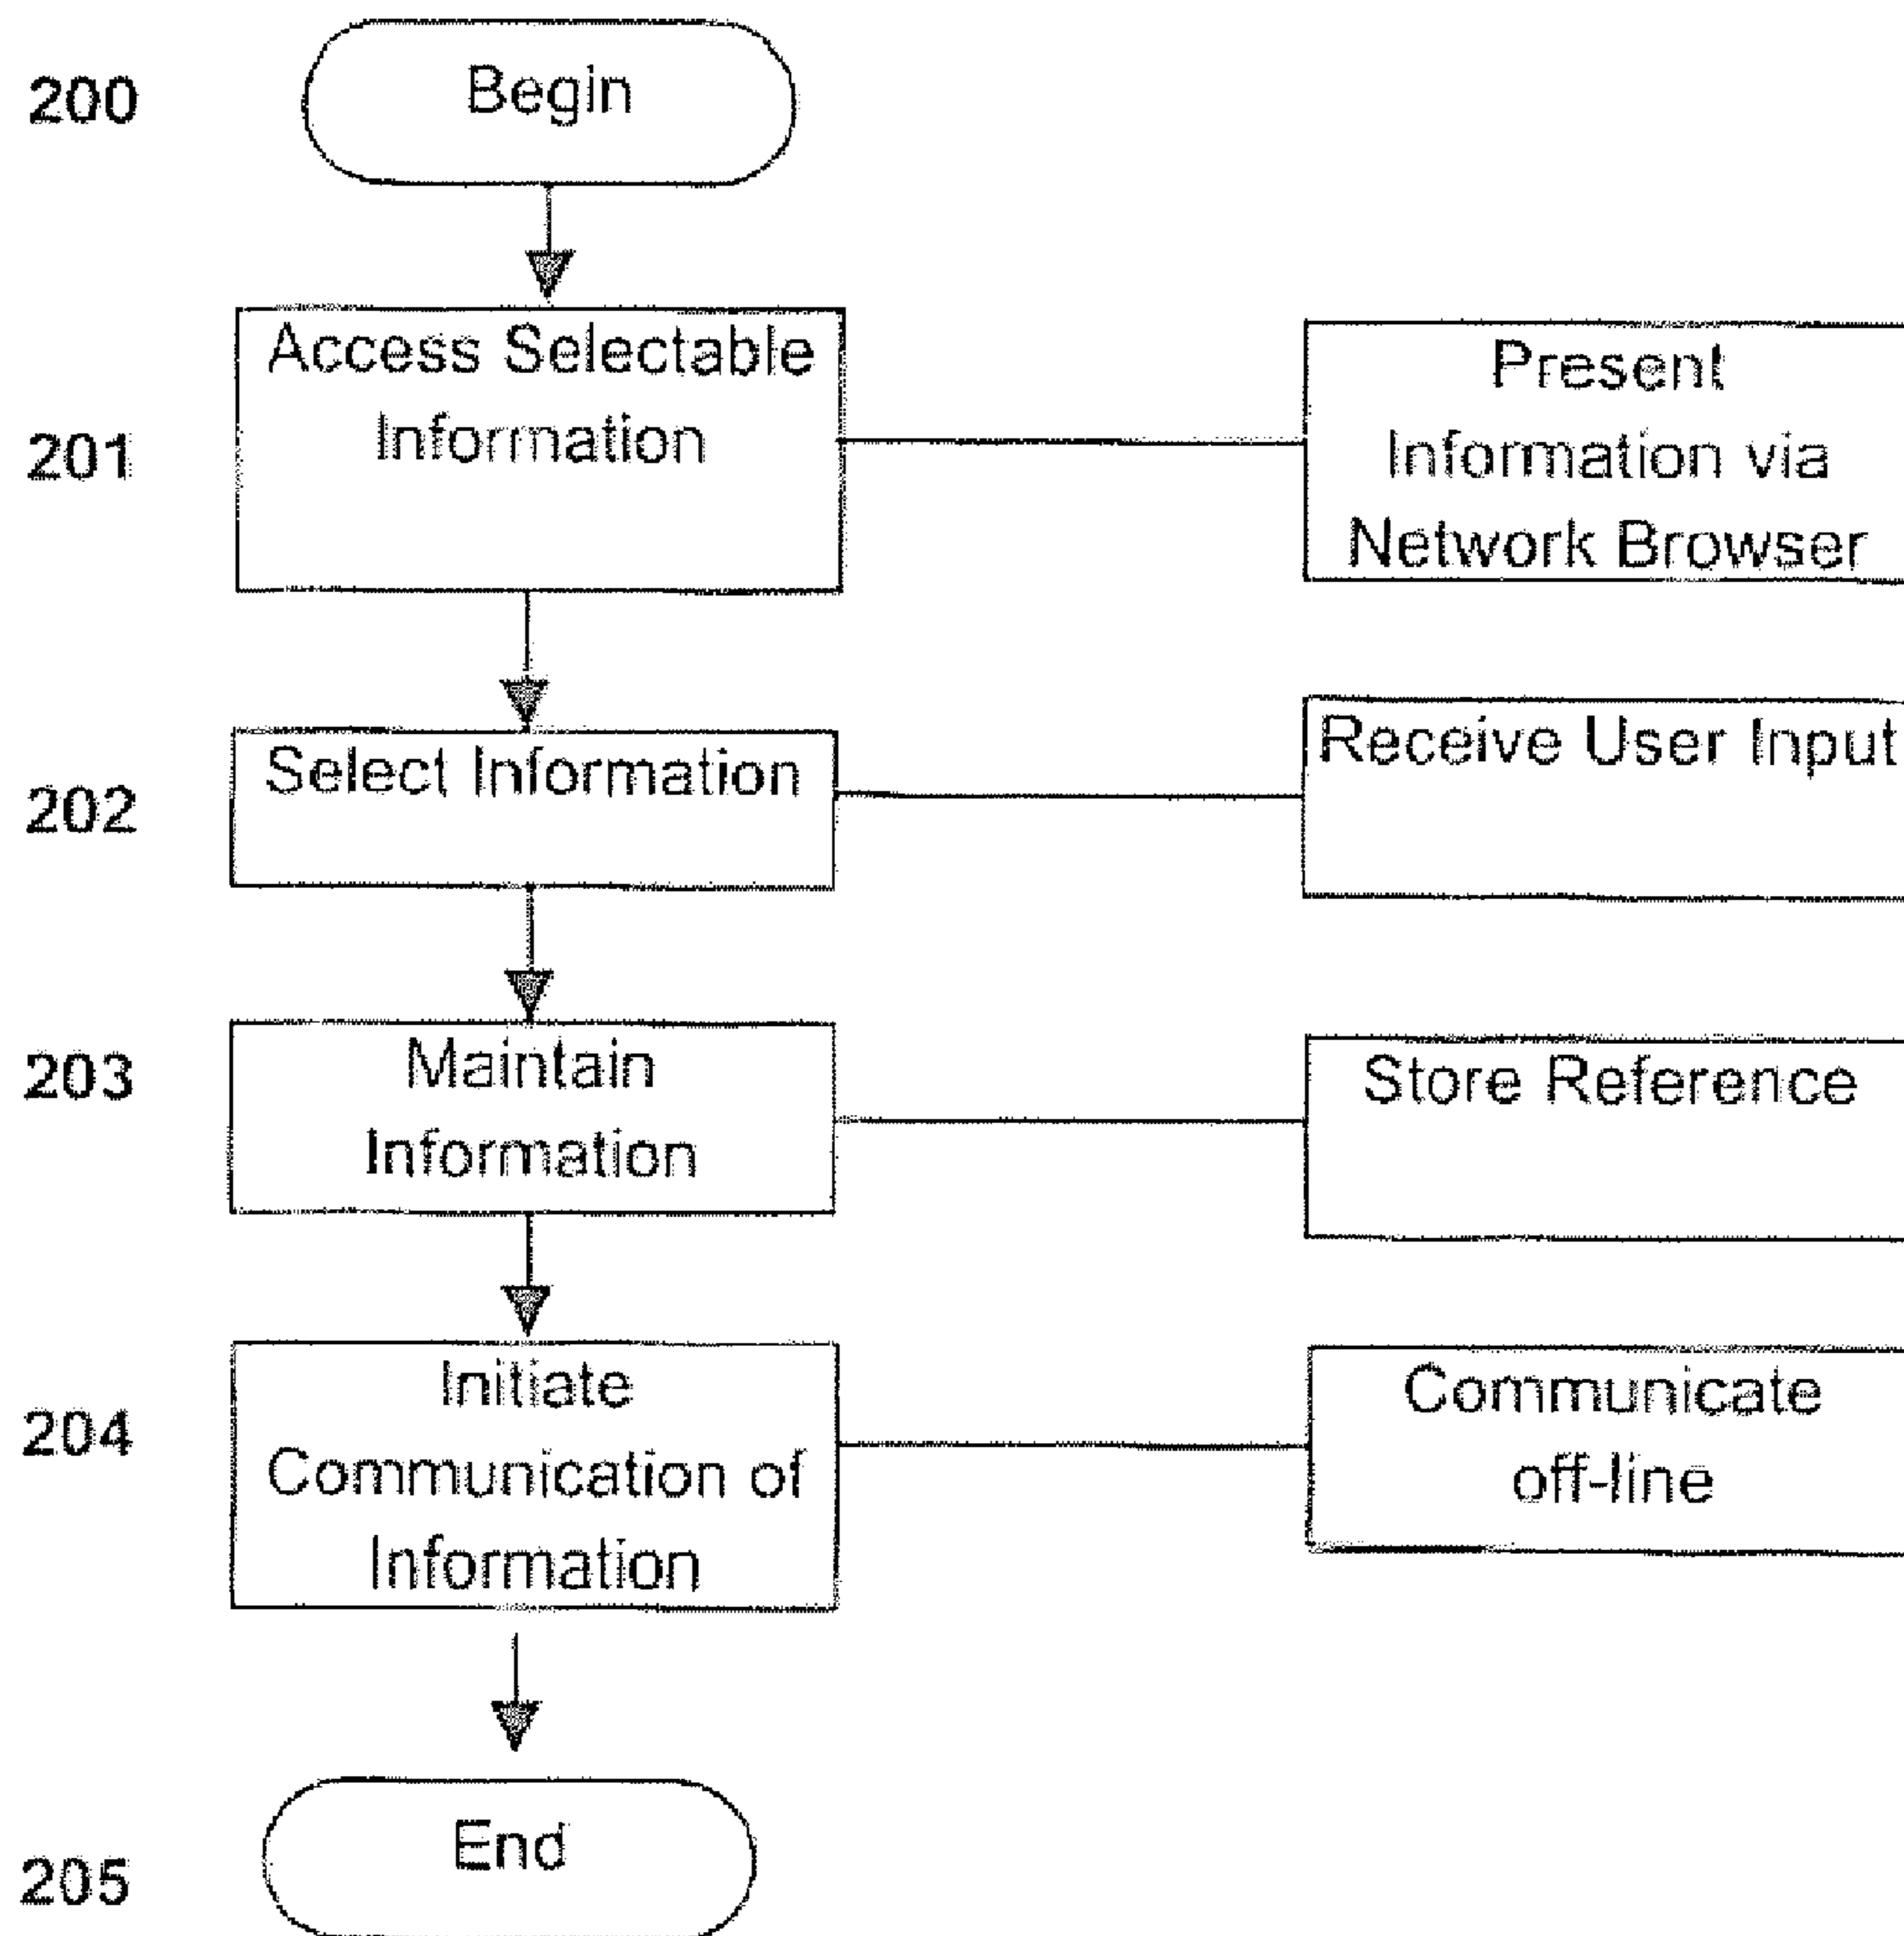 200
Begin
201
Access Selectable
Information
Present
Information via
Network Browser
202
Select Information
Receive User Input
203
Maintain
Information
Store Reference
204
Initiate
Communication of
Information
Communicate
off-line
205
End